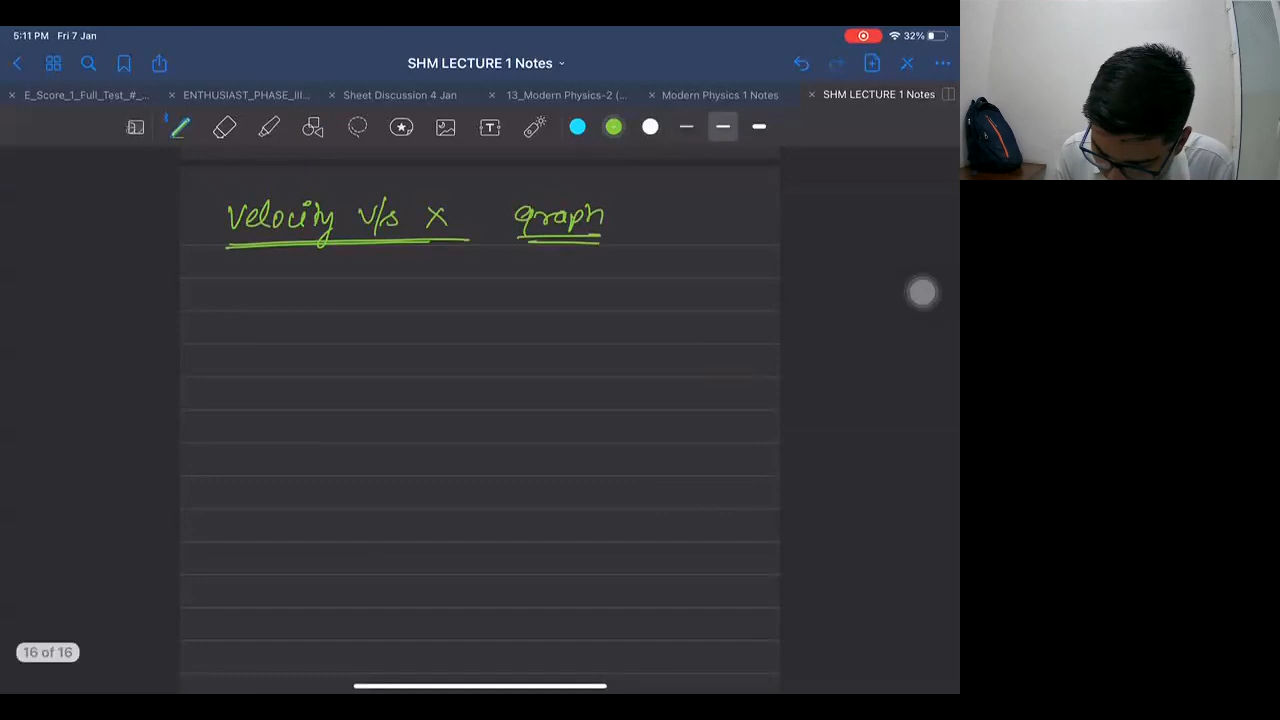 5:11 PM Fri 7 Jan
32%
SHM LECTURE 1 Notes
E_Score_1_Full_Test_#_...
ENTHUSIAST_PHASE_III...
Sheet Discussion 4 Jan
13_Modern Physics-2 (...
Modern Physics 1 Notes
SHM LECTURE 1 Notes
Velocity v/s x graph
16 of 16